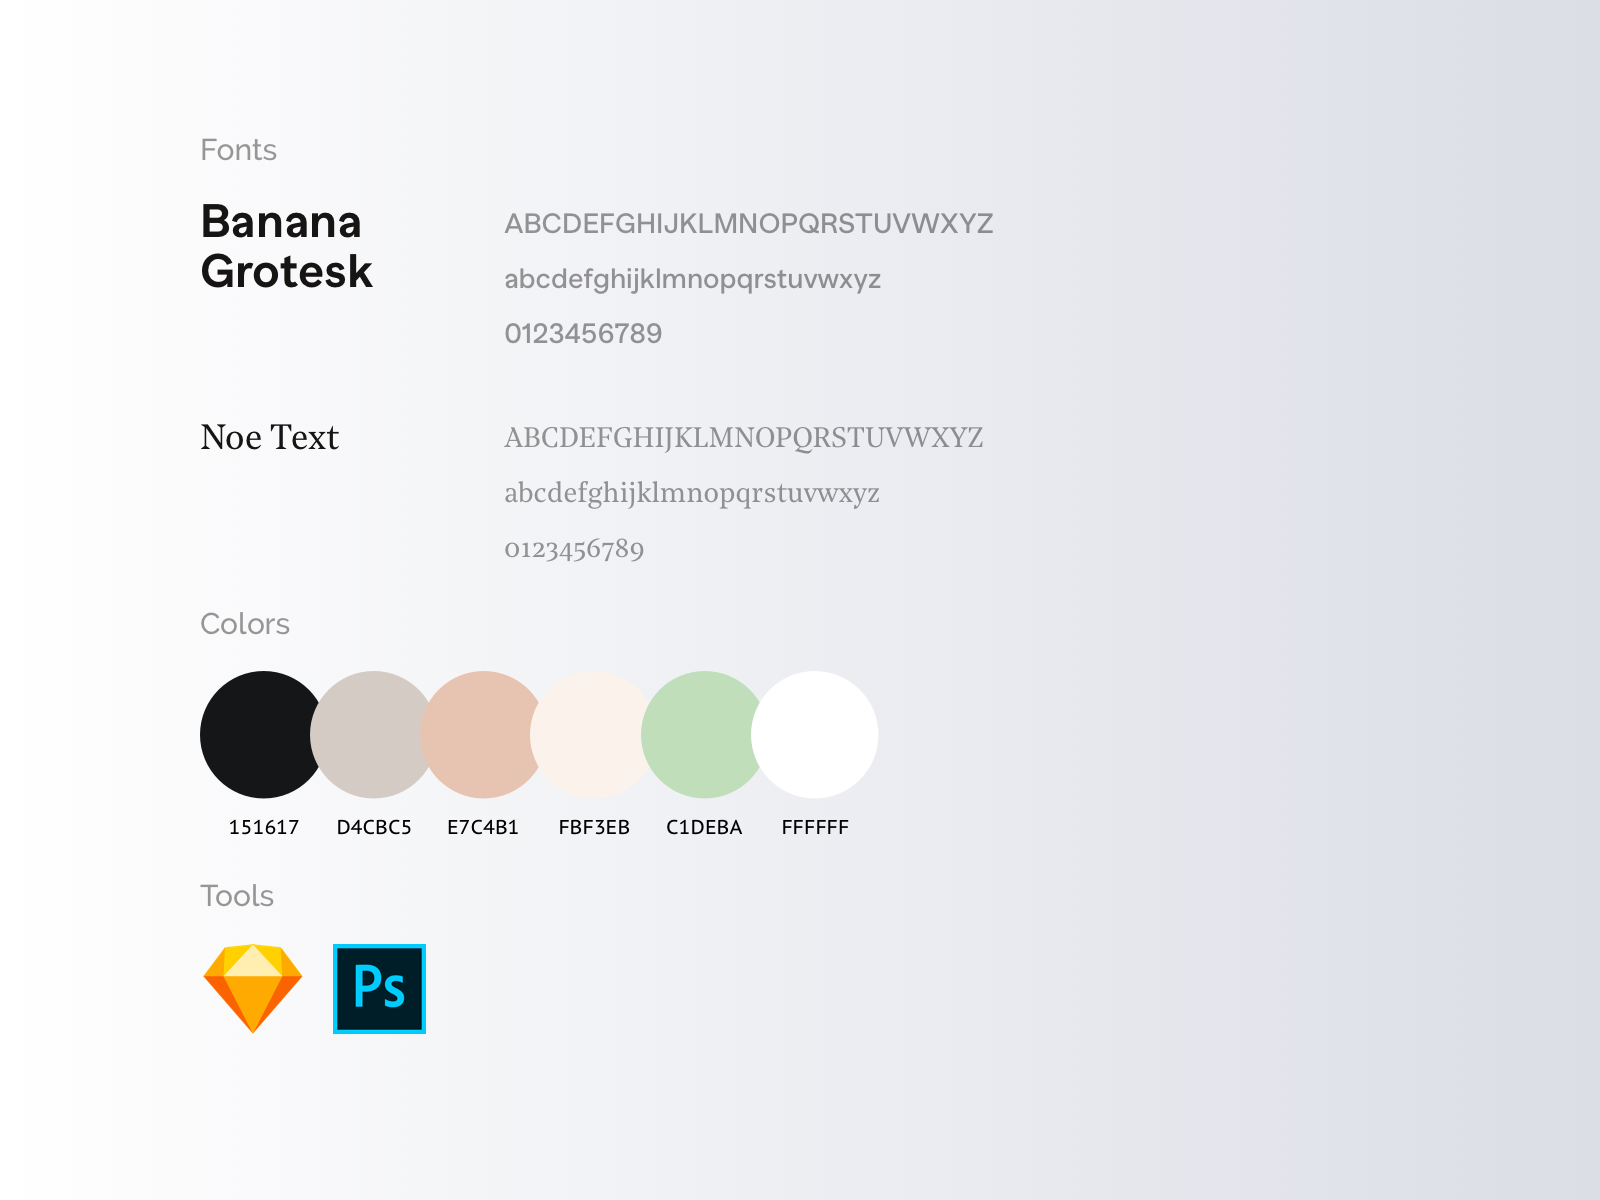 Fonts
Banana
Grotesk
ABCDEFGHIJKLMNOPQRSTUVWXYZ
abcdefghijklmnopqrstuvwxyz
0123456789
Noe Text
ABCDEFGHIJKLMNOPQRSTUVWXYZ
abcdefghijklmnopqrstuvwxyz
0123456789
Colors
151617 D4CBC5 E7C4B1 FBF3EB C1DEBA FFFFFF
Tools
Ps